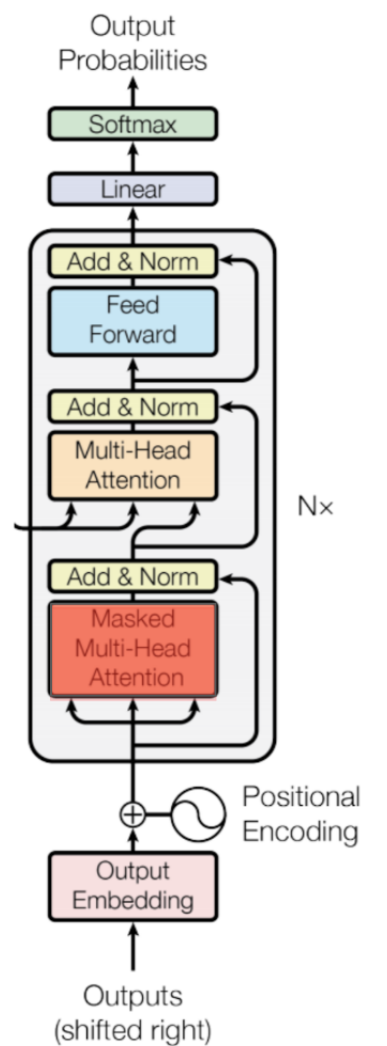 Output
Probabilities
Softmax
Linear
Add & Norm
Feed
Forward
Add & Norm
Multi-Head
Attention
N×
Add & Norm
Masked
Multi-Head
Attention
Positional
Encoding
Output
Embedding
Outputs
(shifted right)